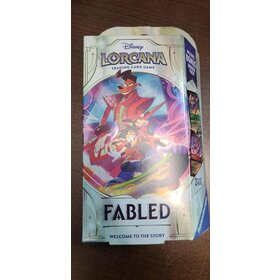 Disney
LORCANA
TRADING CARD GAME
FABLED
WELCOME TO THE STORY